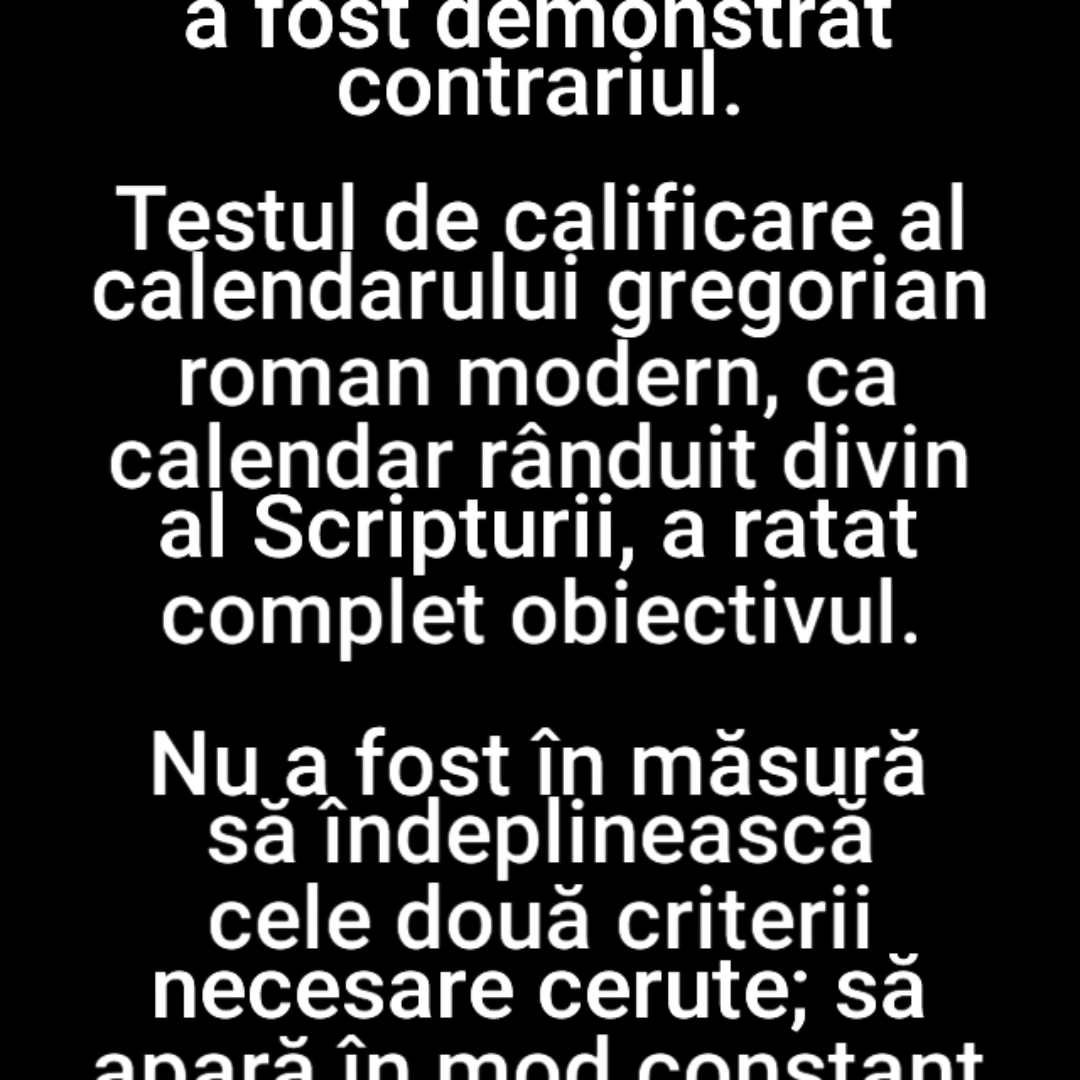 a fost demonstrat
contrariul.
Testul de calificare al
calendarului gregorian
roman modern, ca
calendar rânduit divin
al Scripturii, a ratat
complet obiectivul.
Nu a fost în măsură
să îndeplinească
cele două criterii
necesare cerute; să
apară în mod constant